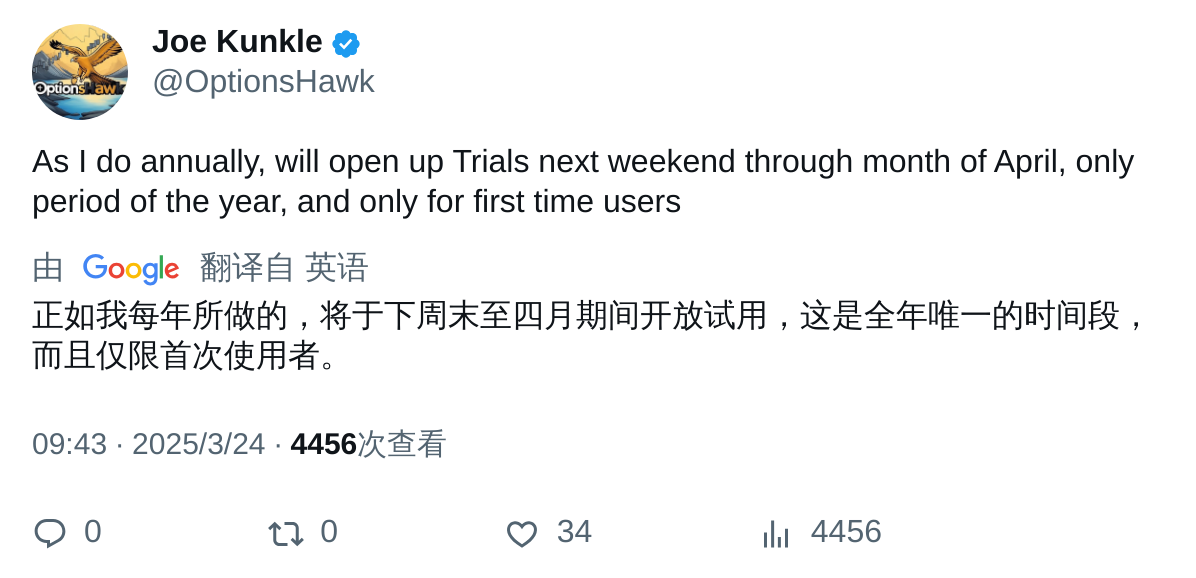 Joe Kunkle
@OptionsHawk
OptionsHawk
As I do annually, will open up Trials next weekend through month of April, only
period of the year, and only for first time users
由 Google 翻译自 英语
正如我每年所做的，将于下周末至四月期间开放试用，这是全年唯一的时间段，
而且仅限首次使用者。
09:43 · 2025/3/24 · 4456次查看
0 0 34 4456